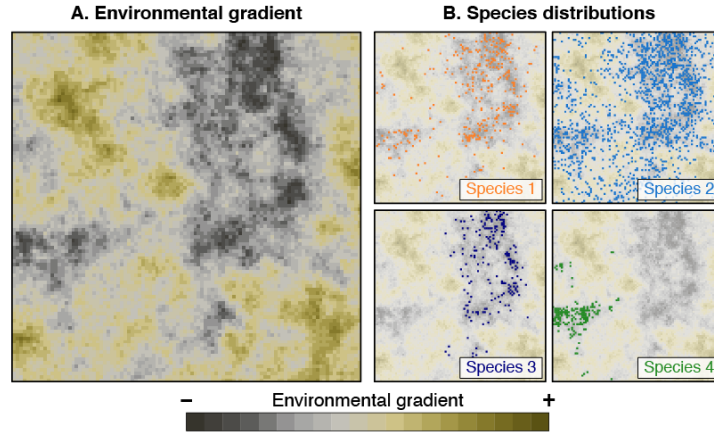 A. Environmental gradient
B. Species distributions
Species 1
Species 2
Species 3
Species 4
− Environmental gradient +